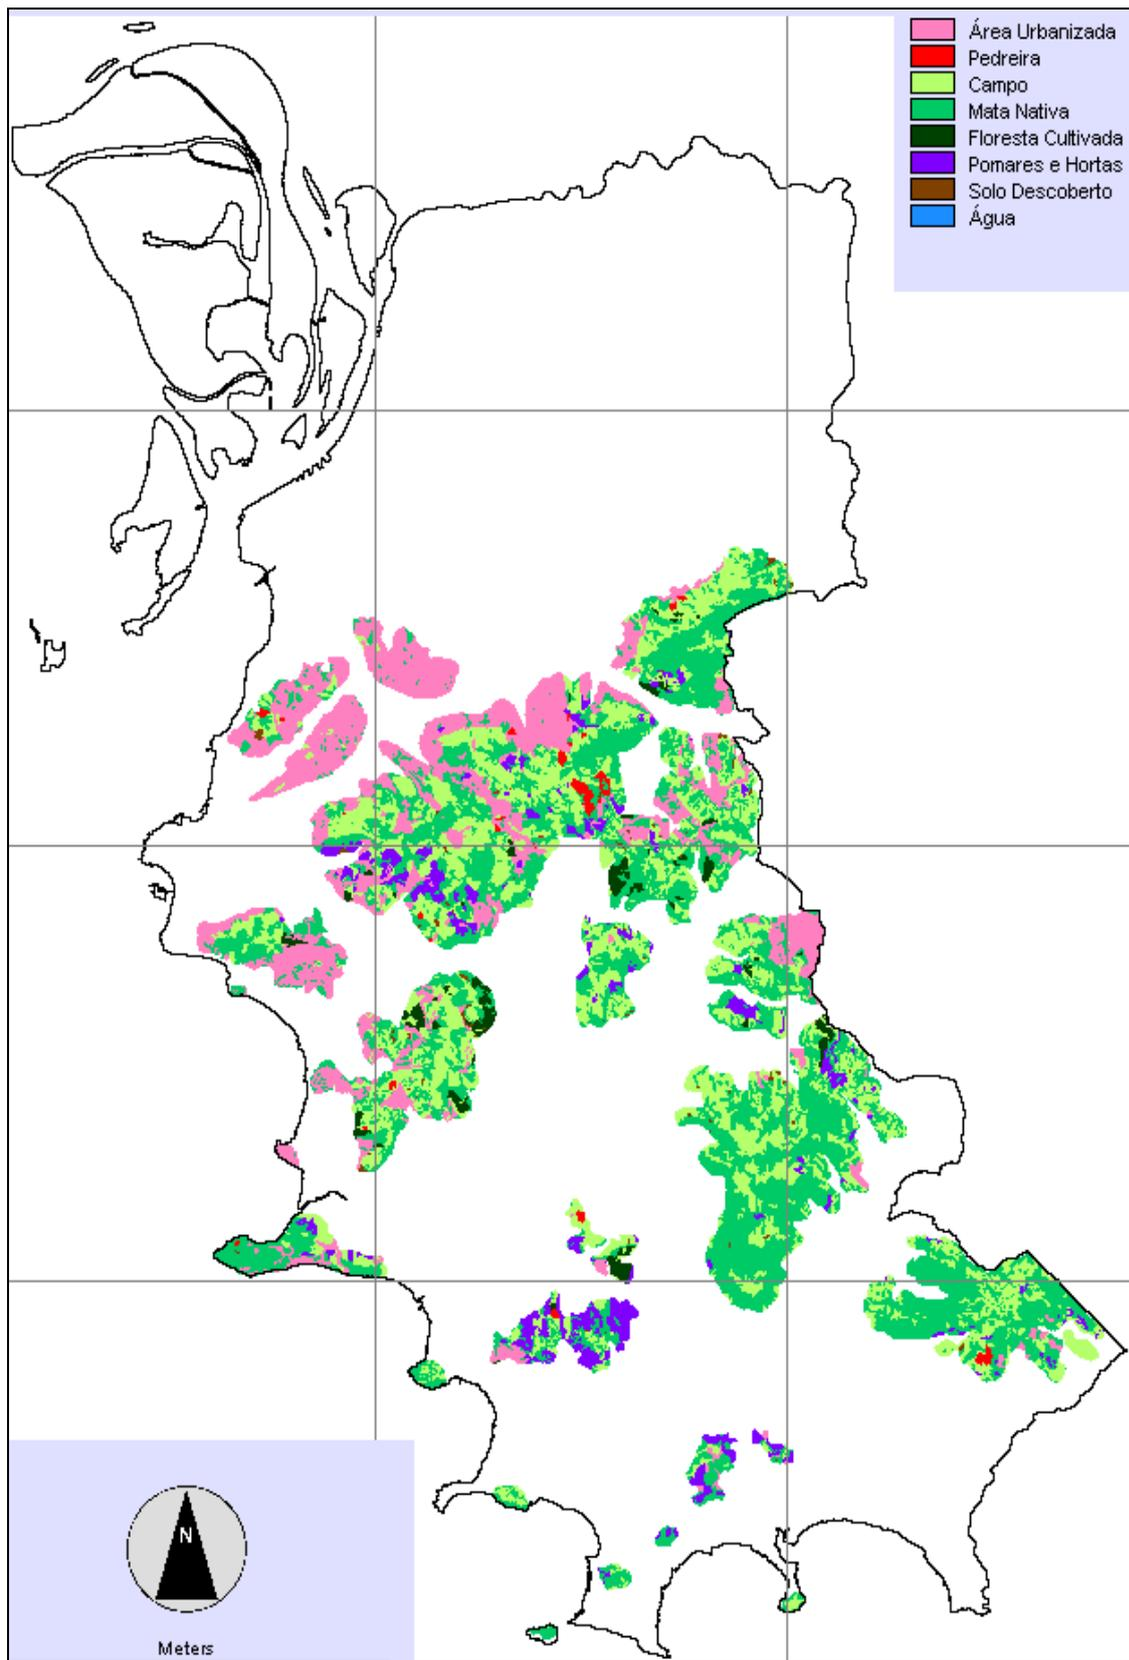 Área Urbanizada
Pedreira
Campo
Mata Nativa
Floresta Cultivada
Pomares e Hortas
Solo Descoberto
Água
N
Meters